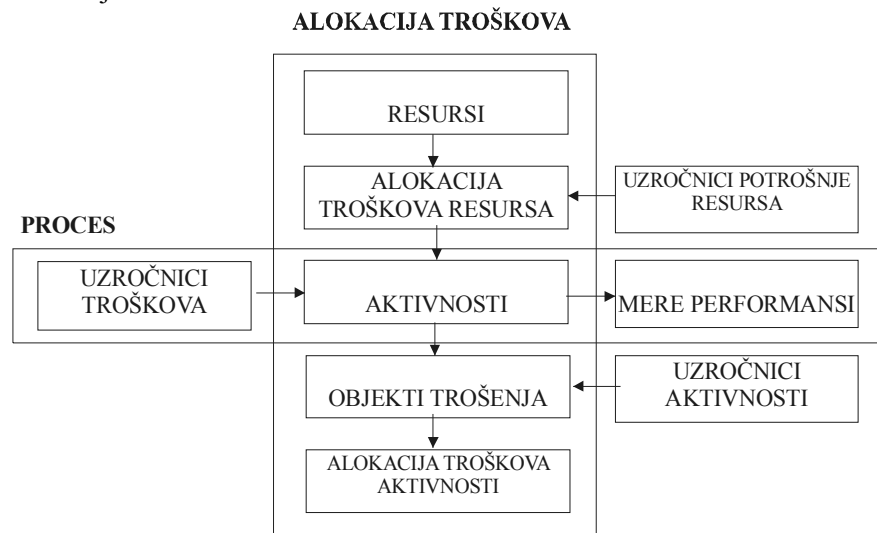 ALOKACIJA TROŠKOVA
RESURSI
ALOKACIJA
TROŠKOVA RESURSA
UZROČNICI POTROŠNJE
RESURSA
PROCES
UZROČNICI
TROŠKOVA
AKTIVNOSTI
MERE PERFORMANSI
OBJEKTI TROŠENJA
UZROČNICI
AKTIVNOSTI
ALOKACIJA TROŠKOVA
AKTIVNOSTI